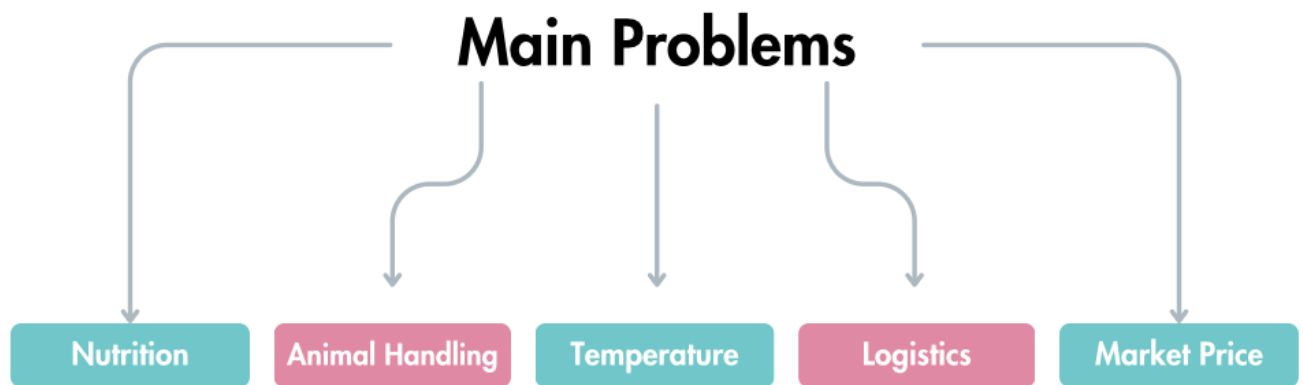 Main Problems
Nutrition
Animal Handling
Temperature
Logistics
Market Price